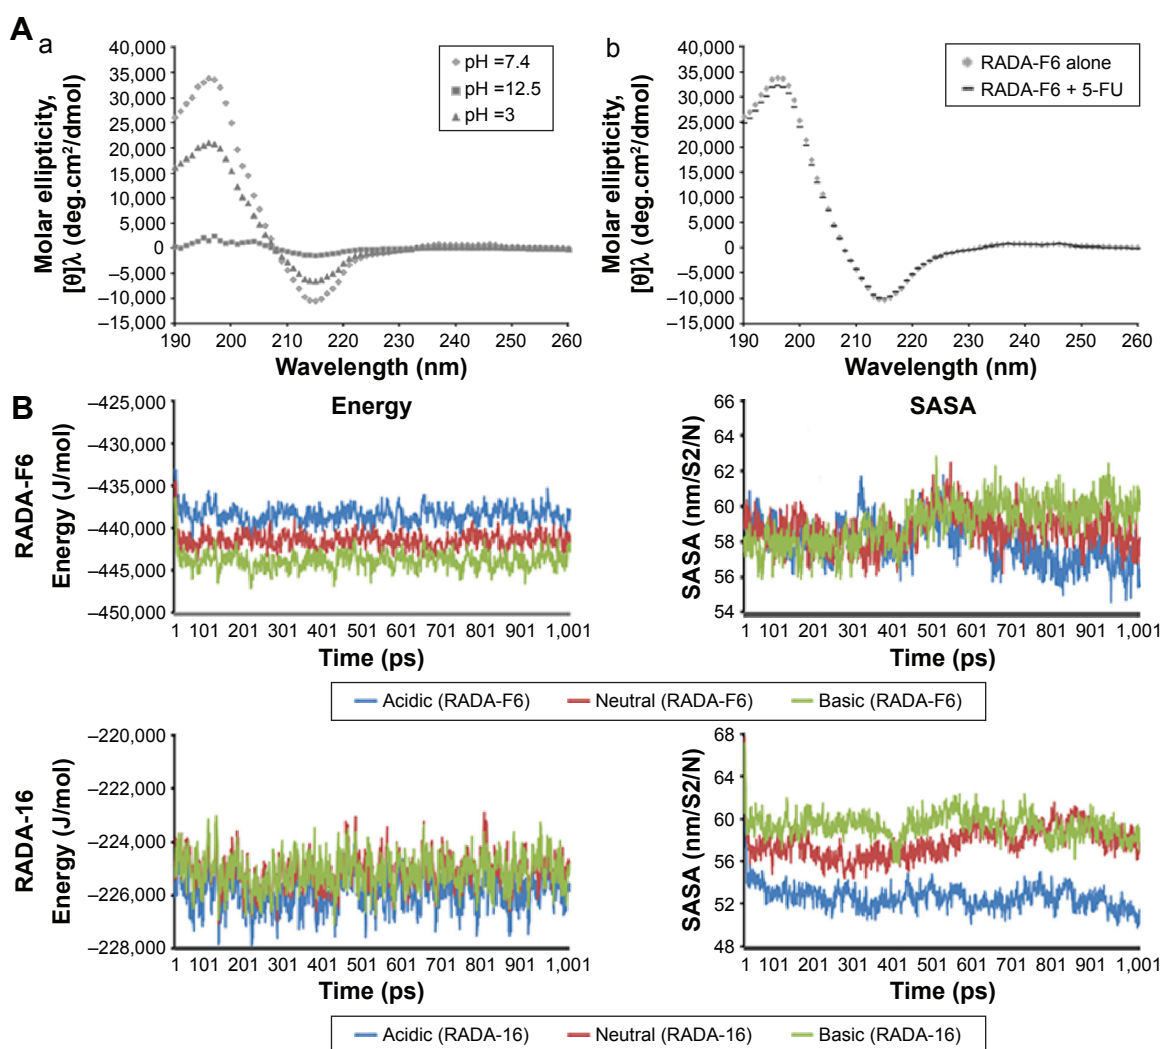 A
a
40,000
35,000
30,000
25,000
20,000
15,000
10,000
5,000
0
–5,000
–10,000
–15,000
Molar ellipticity,
[θ]λ (deg.cm²/dmol)
190 200 210 220 230 240 250 260
Wavelength (nm)
pH =7.4
pH =12.5
pH =3
b
40,000
35,000
30,000
25,000
20,000
15,000
10,000
5,000
0
–5,000
–10,000
–15,000
Molar ellipticity,
[θ]λ (deg.cm²/dmol)
190 200 210 220 230 240 250 260
Wavelength (nm)
RADA-F6 alone
RADA-F6 + 5-FU
B
Energy
RADA-F6
Energy (J/mol)
–425,000
–430,000
–435,000
–440,000
–445,000
–450,000
1 101 201 301 401 501 601 701 801 901 1,001
Time (ps)
SASA
SASA (nm/S2/N)
66
64
62
60
58
56
54
1 101 201 301 401 501 601 701 801 901 1,001
Time (ps)
Acidic (RADA-F6) Neutral (RADA-F6) Basic (RADA-F6)
RADA-16
Energy (J/mol)
–220,000
–222,000
–224,000
–226,000
–228,000
1 101 201 301 401 501 601 701 801 901 1,001
Time (ps)
SASA (nm/S2/N)
68
64
60
56
52
48
1 101 201 301 401 501 601 701 801 901 1,001
Time (ps)
Acidic (RADA-16) Neutral (RADA-16) Basic (RADA-16)